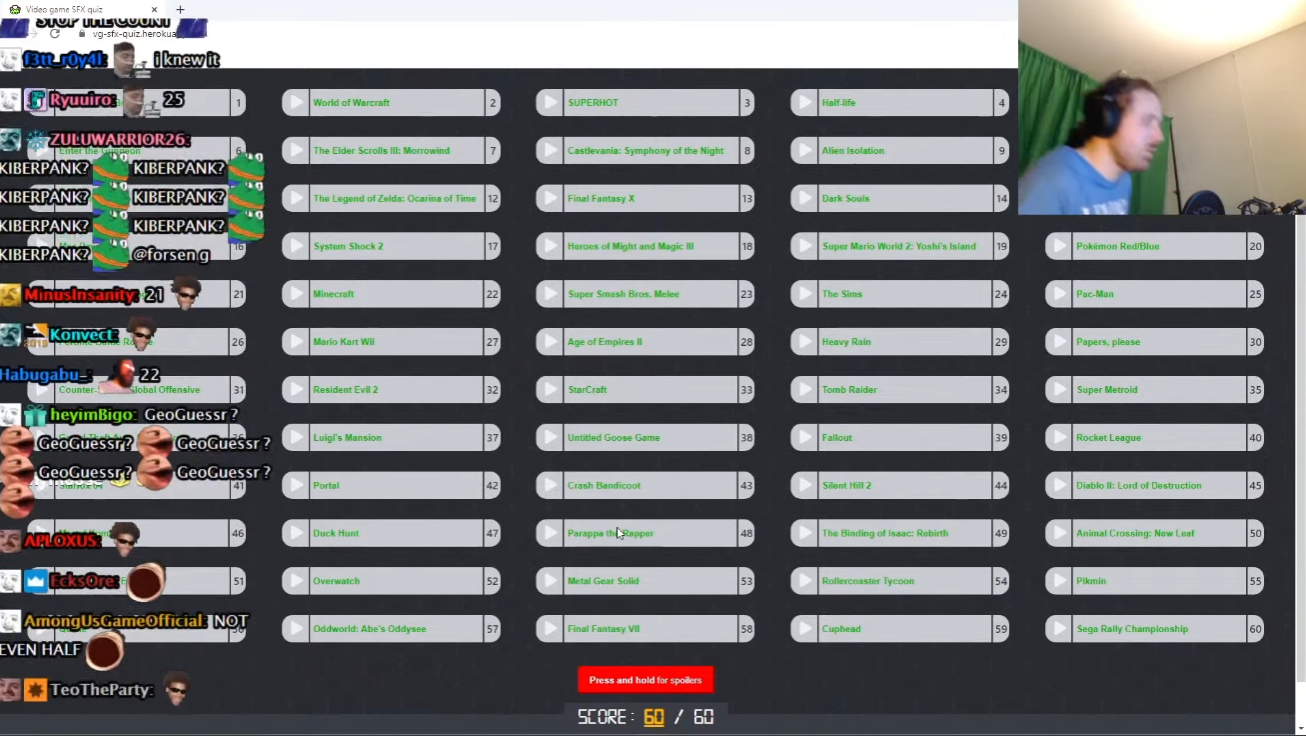 Video game SFX quiz
STOP THE COUNT
vg-sfx-quiz.heroku
f3tt_r0y4l: i knew it
1
World of Warcraft 2
SUPERHOT 3
Half-life 4
Ryuuiro: 25
ZULUWARRIOR26:
Enter the Gungeon 6
The Elder Scrolls III: Morrowind 7
Castlevania: Symphony of the Night 8
Alien Isolation 9
KIBERPANK? KIBERPANK?
KIBERPANK? KIBERPANK?
The Legend of Zelda: Ocarina of Time 12
Final Fantasy X 13
Dark Souls 14
KIBERPANK? KIBERPANK?
KIBERPANK? @forsen g
16
System Shock 2 17
Heroes of Might and Magic III 18
Super Mario World 2: Yoshi's Island 19
Pokémon Red/Blue 20
MinusInsanity: 21
21
Minecraft 22
Super Smash Bros. Melee 23
The Sims 24
Pac-Man 25
Konvect:
26
Mario Kart Wii 27
Age of Empires II 28
Heavy Rain 29
Papers, please 30
Habugabu_: 22
Counter- Global Offensive 31
Resident Evil 2 32
StarCraft 33
Tomb Raider 34
Super Metroid 35
heyimBigo: GeoGuessr ?
GeoGuessr ? GeoGuessr ?
Luigi's Mansion 37
Untitled Goose Game 38
Fallout 39
Rocket League 40
GeoGuessr ? GeoGuessr ?
41
Portal 42
Crash Bandicoot 43
Silent Hill 2 44
Diablo II: Lord of Destruction 45
APLOXUS:
46
Duck Hunt 47
Parappa the Rapper 48
The Binding of Isaac: Rebirth 49
Animal Crossing: New Leaf 50
EcksOre:
51
Overwatch 52
Metal Gear Solid 53
Rollercoaster Tycoon 54
Pikmin 55
AmongUsGameOfficial: NOT
EVEN HALF
Oddworld: Abe's Oddysee 57
Final Fantasy VII 58
Cuphead 59
Sega Rally Championship 60
TeoTheParty:
Press and hold for spoilers
SCORE: 60 / 60